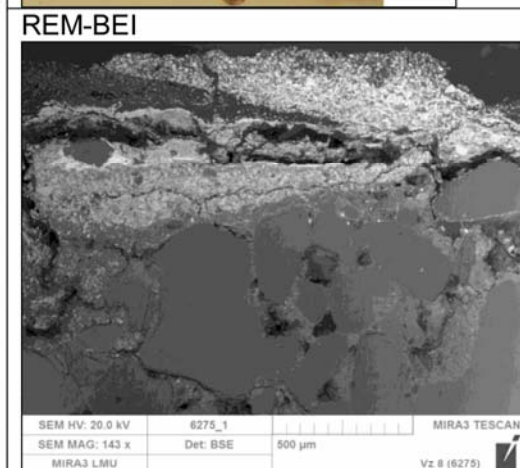 REM-BEI
SEM HV: 20.0 kV 6275_1 MIRA3 TESCAN
SEM MAG: 143 x Det: BSE 500 µm
MIRA3 LMU Vz 8 (6275)